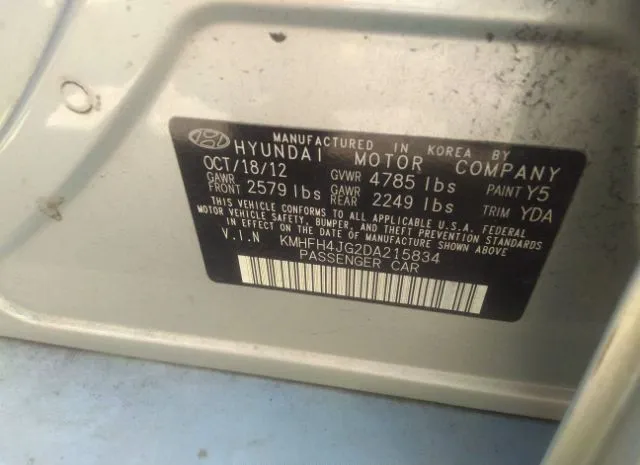 MANUFACTURED IN KOREA BY
HYUNDAI MOTOR COMPANY
OCT/18/12 GVWR 4785 lbs PAINT Y5
GAWR FRONT 2579 lbs GAWR REAR 2249 lbs TRIM YDA
THIS VEHICLE CONFORMS TO ALL APPLICABLE U.S.A. FEDERAL
MOTOR VEHICLE SAFETY, BUMPER, AND THEFT PREVENTION STANDARDS
IN EFFECT ON THE DATE OF MANUFACTURE SHOWN ABOVE
V.I.N KMHFH4JG2DA215834
PASSENGER CAR